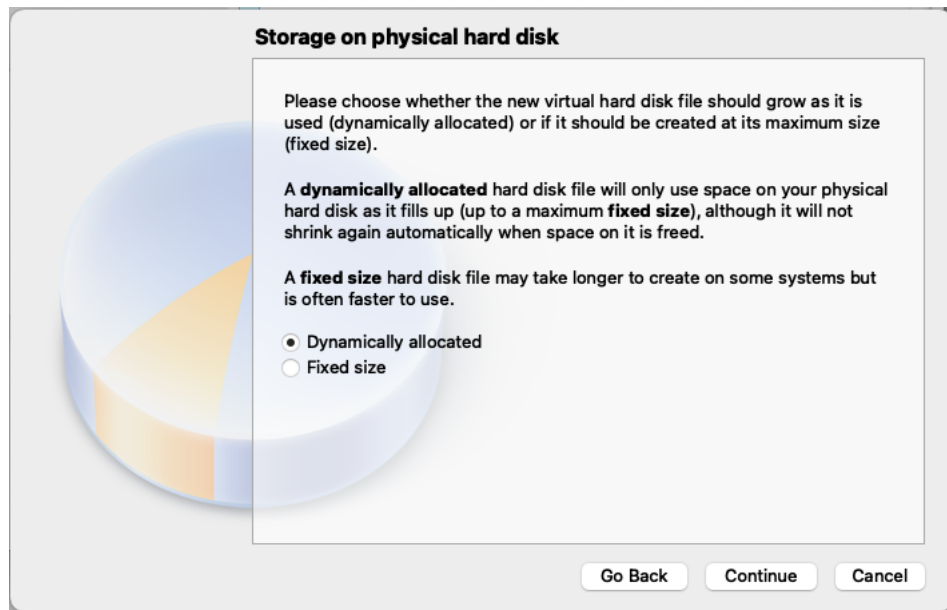 Storage on physical hard disk
Please choose whether the new virtual hard disk file should grow as it is
used (dynamically allocated) or if it should be created at its maximum size
(fixed size).
A dynamically allocated hard disk file will only use space on your physical
hard disk as it fills up (up to a maximum fixed size), although it will not
shrink again automatically when space on it is freed.
A fixed size hard disk file may take longer to create on some systems but
is often faster to use.
Dynamically allocated
Fixed size
Go Back Continue Cancel